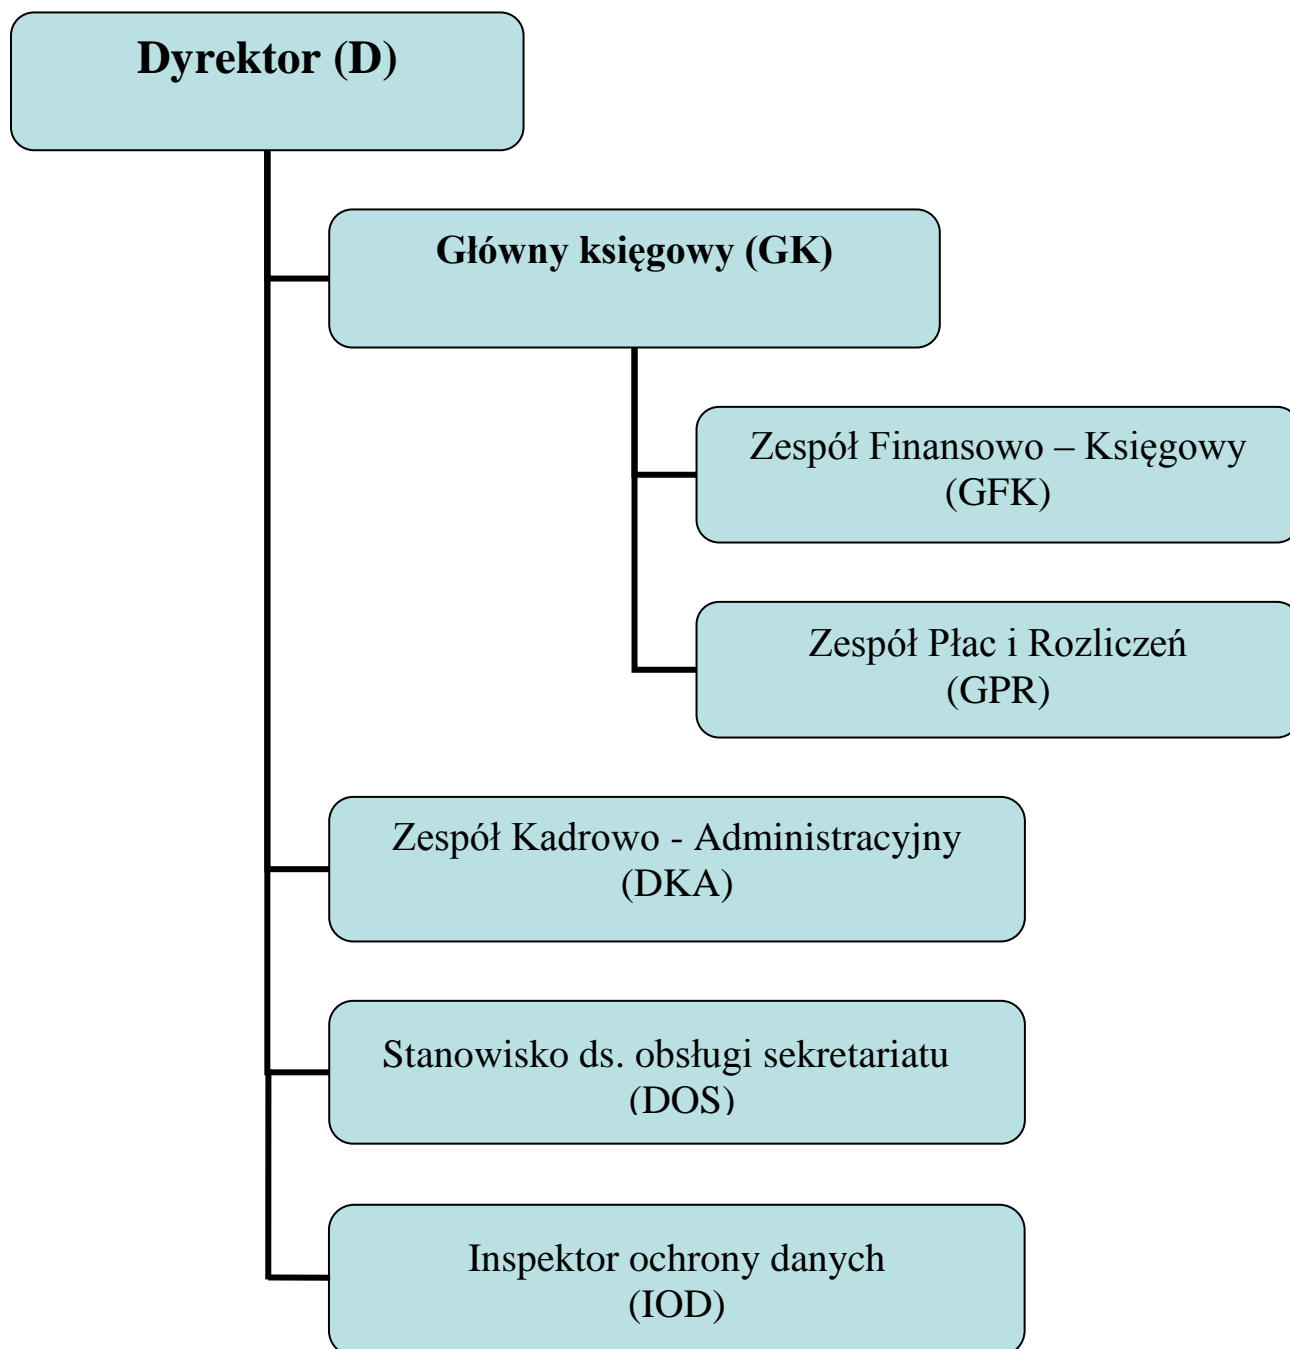 Dyrektor (D)
Główny księgowy (GK)
Zespół Finansowo – Księgowy
(GFK)
Zespół Płac i Rozliczeń
(GPR)
Zespół Kadrowo - Administracyjny
(DKA)
Stanowisko ds. obsługi sekretariatu
(DOS)
Inspektor ochrony danych
(IOD)